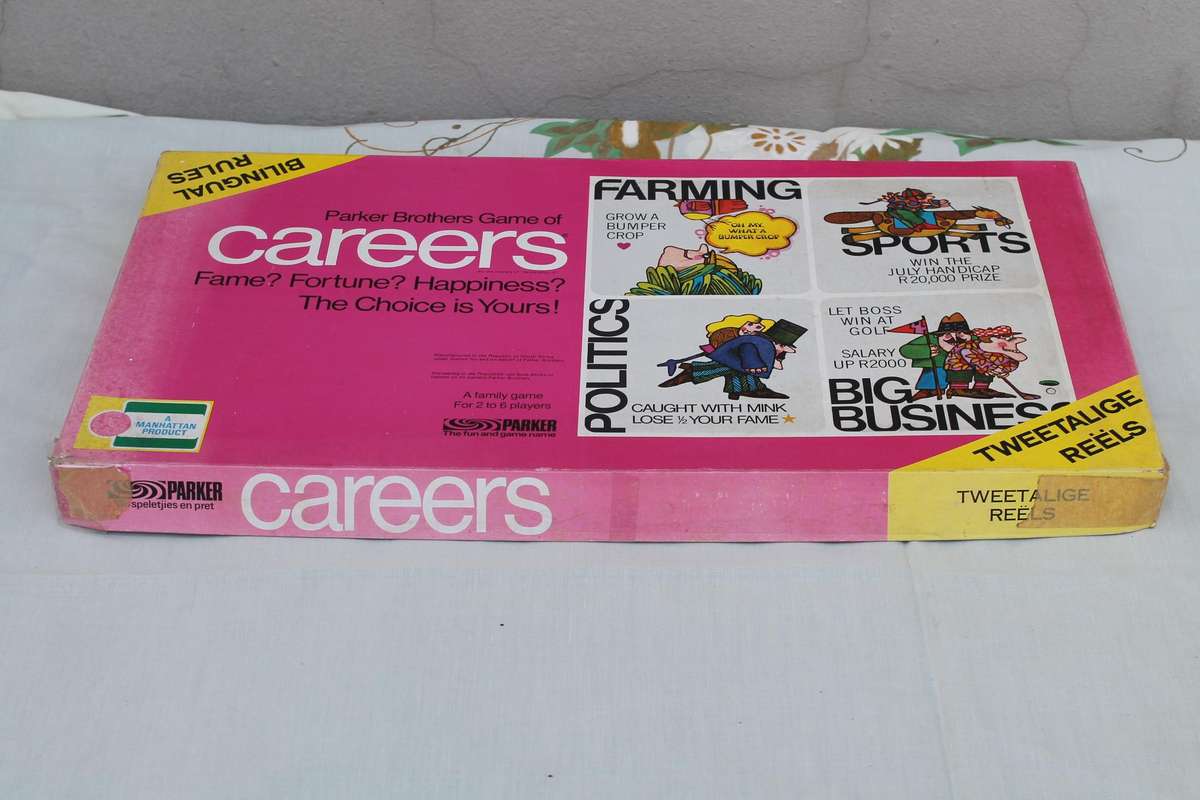 BILINGUAL
RULES
Parker Brothers Game of
careers
Fame? Fortune? Happiness?
The Choice is Yours!
A family game
For 2 to 6 players
PARKER
The fun and game name
A
MANHATTAN
PRODUCT
FARMING
GROW A
BUMPER
CROP
OH MY,
WHAT A
BUMPER CROP
SPORTS
WIN THE
JULY HANDICAP
R20,000 PRIZE
POLITICS
CAUGHT WITH MINK
LOSE ½ YOUR FAME
LET BOSS
WIN AT
GOLF
SALARY
UP R2000
BIG
BUSINESS
TWEETALIGE
REËLS
PARKER
speletjies en pret
careers
TWEETALIGE
REËLS